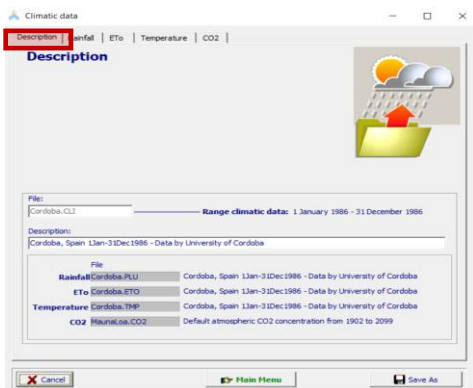 Climatic data
Description Rainfall ETo Temperature CO2
Description
File:
Cordoba.CLI Range climatic data: 1 January 1986 - 31 December 1986
Description:
Cordoba, Spain 1Jan-31Dec1986 - Data by University of Cordoba
File
Rainfall Cordoba.PLU Cordoba, Spain 1Jan-31Dec1986 - Data by University of Cordoba
ETo Cordoba.ETO Cordoba, Spain 1Jan-31Dec1986 - Data by University of Cordoba
Temperature Cordoba.TMP Cordoba, Spain 1Jan-31Dec1986 - Data by University of Cordoba
CO2 MaunaLoa.CO2 Default atmospheric CO2 concentration from 1902 to 2099
Cancel Main Menu Save As